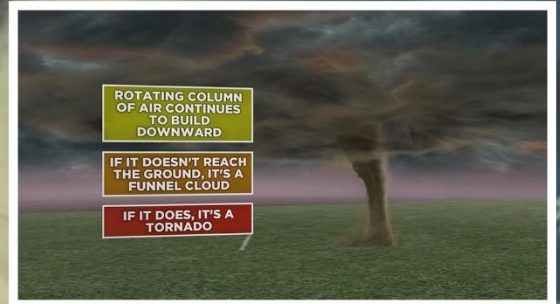 ROTATING COLUMN
OF AIR CONTINUES
TO BUILD
DOWNWARD
IF IT DOESN'T REACH
THE GROUND, IT'S A
FUNNEL CLOUD
IF IT DOES, IT'S A
TORNADO